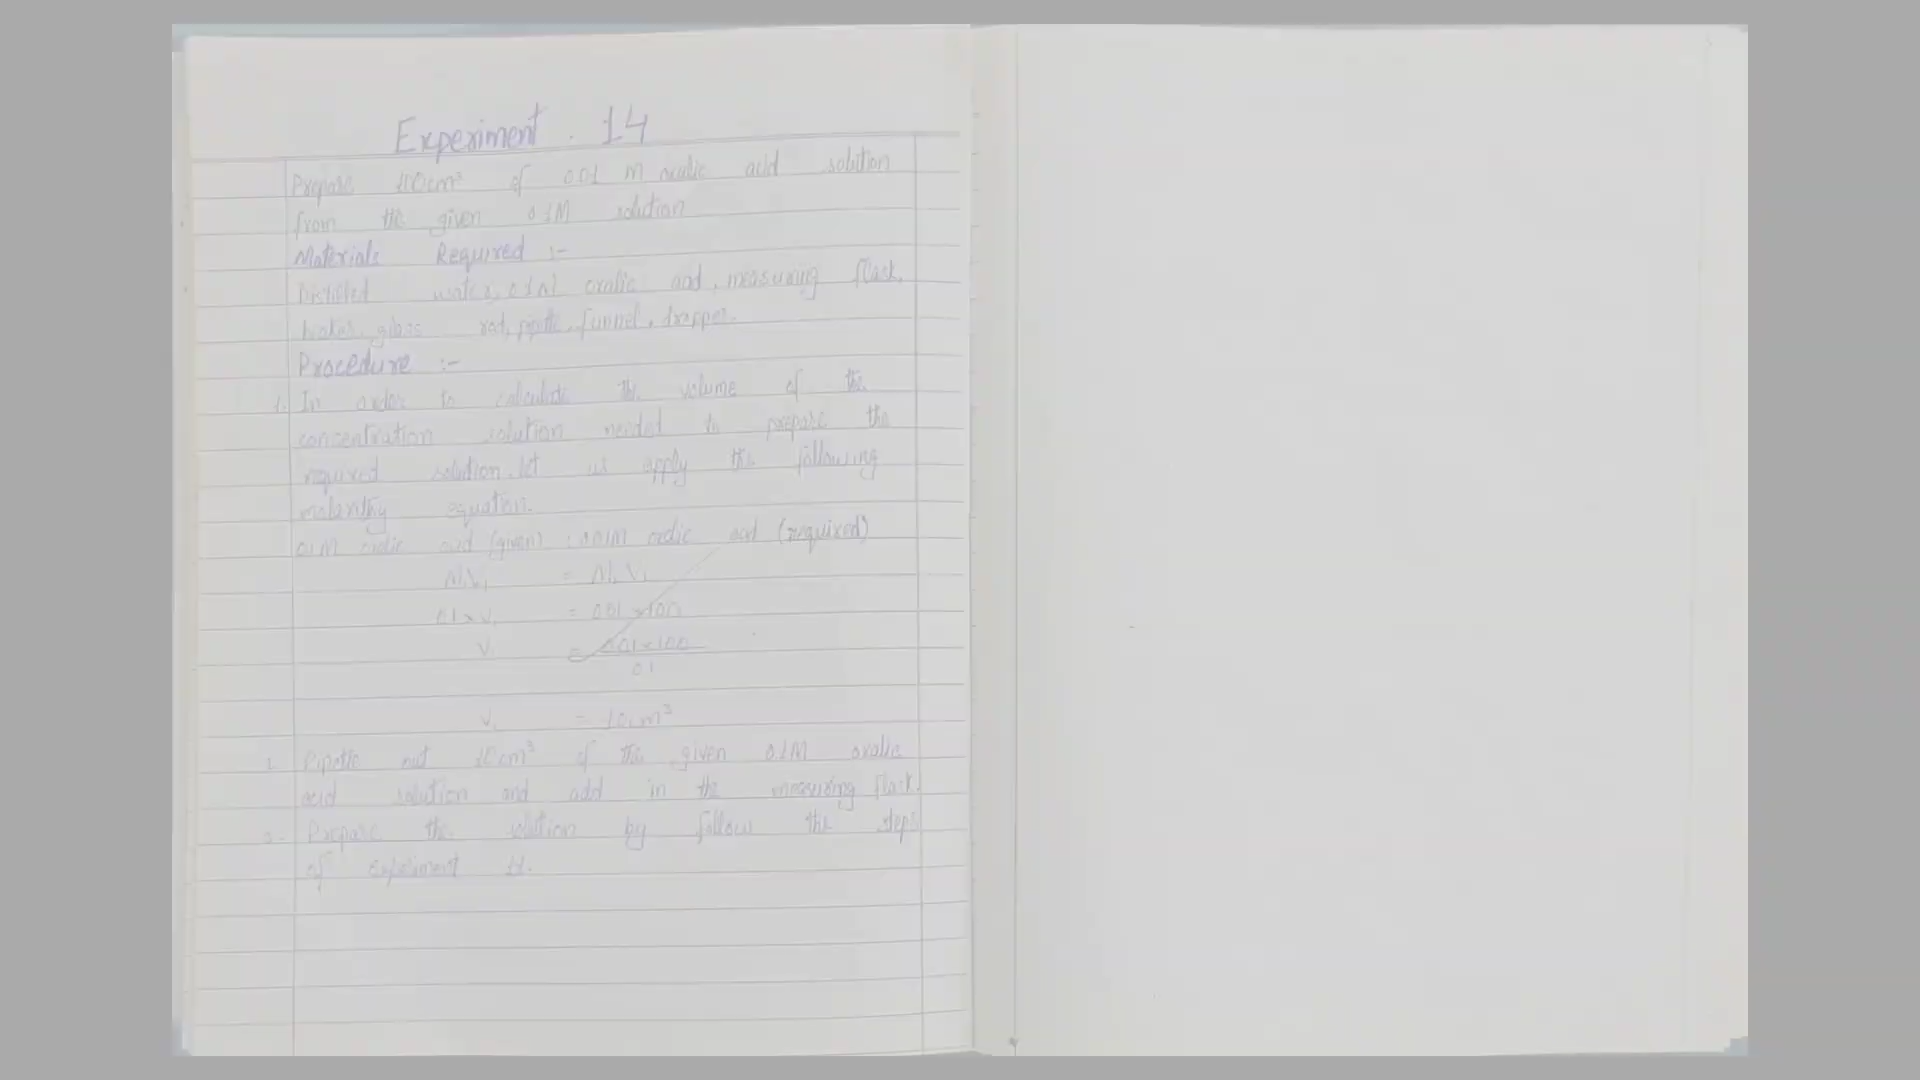 Experiment . 14
Prepare 100cm³ of 0.01 M oxalic acid solution
from the given 0.1M solution
Materials Required :-
Distilled water, 0.1M oxalic acid, measuring flask,
beaker, glass rod, pipette, funnel, dropper.
Procedure :-
1. In order to calculate the volume of the
concentration solution needed to prepare the
required solution. let us apply the following
equation.
0.1M oxalic acid (given) : 0.01M oxalic acid (required)
M₁V₁ = M₂V₂
0.1 x V₁ = 0.01 x 100
V₁ = 0.01 x 100
0.1
V₁ = 10cm³
2. Pipette out 10cm³ of the given 0.1M oxalic
acid solution and add in the measuring flask.
3. Prepare the solution by follow the steps
of experiment 11.